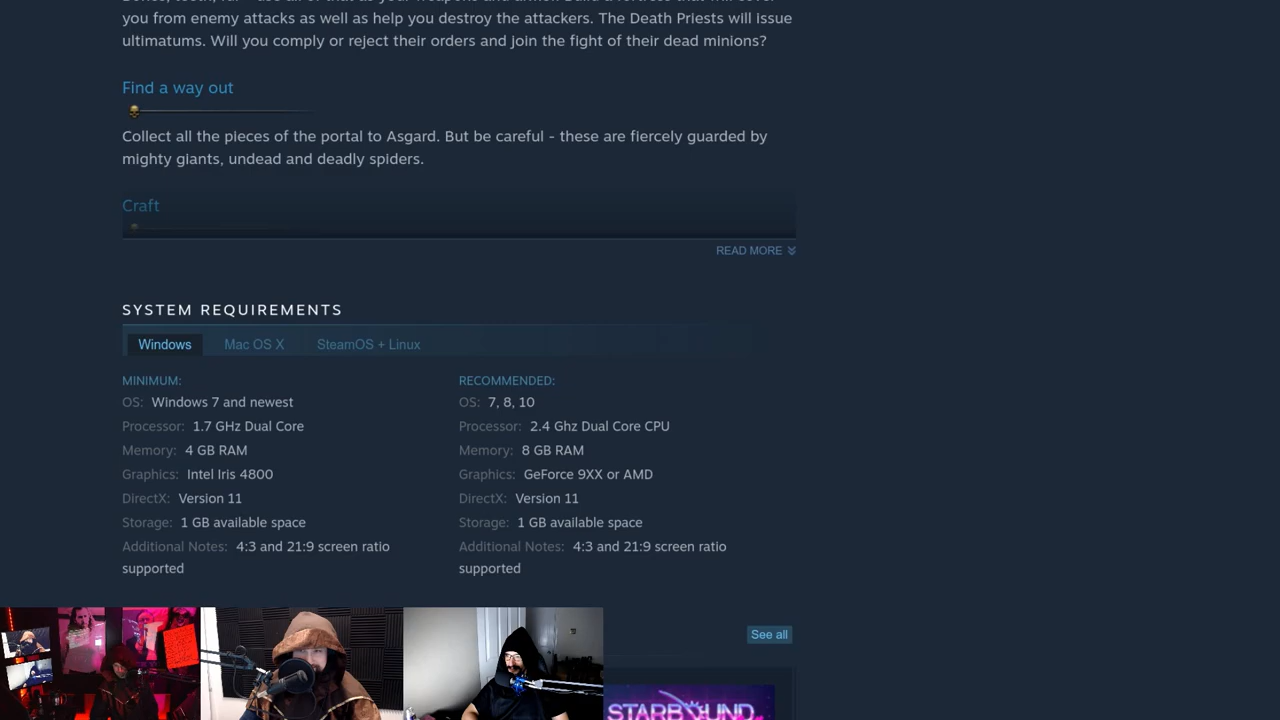 you from enemy attacks as well as help you destroy the attackers. The Death Priests will issue
ultimatums. Will you comply or reject their orders and join the fight of their dead minions?
Find a way out
Collect all the pieces of the portal to Asgard. But be careful - these are fiercely guarded by
mighty giants, undead and deadly spiders.
Craft
READ MORE
SYSTEM REQUIREMENTS
Windows Mac OS X SteamOS + Linux
MINIMUM:
OS: Windows 7 and newest
Processor: 1.7 GHz Dual Core
Memory: 4 GB RAM
Graphics: Intel Iris 4800
DirectX: Version 11
Storage: 1 GB available space
Additional Notes: 4:3 and 21:9 screen ratio
supported
RECOMMENDED:
OS: 7, 8, 10
Processor: 2.4 Ghz Dual Core CPU
Memory: 8 GB RAM
Graphics: GeForce 9XX or AMD
DirectX: Version 11
Storage: 1 GB available space
Additional Notes: 4:3 and 21:9 screen ratio
supported
See all
STARBOUND